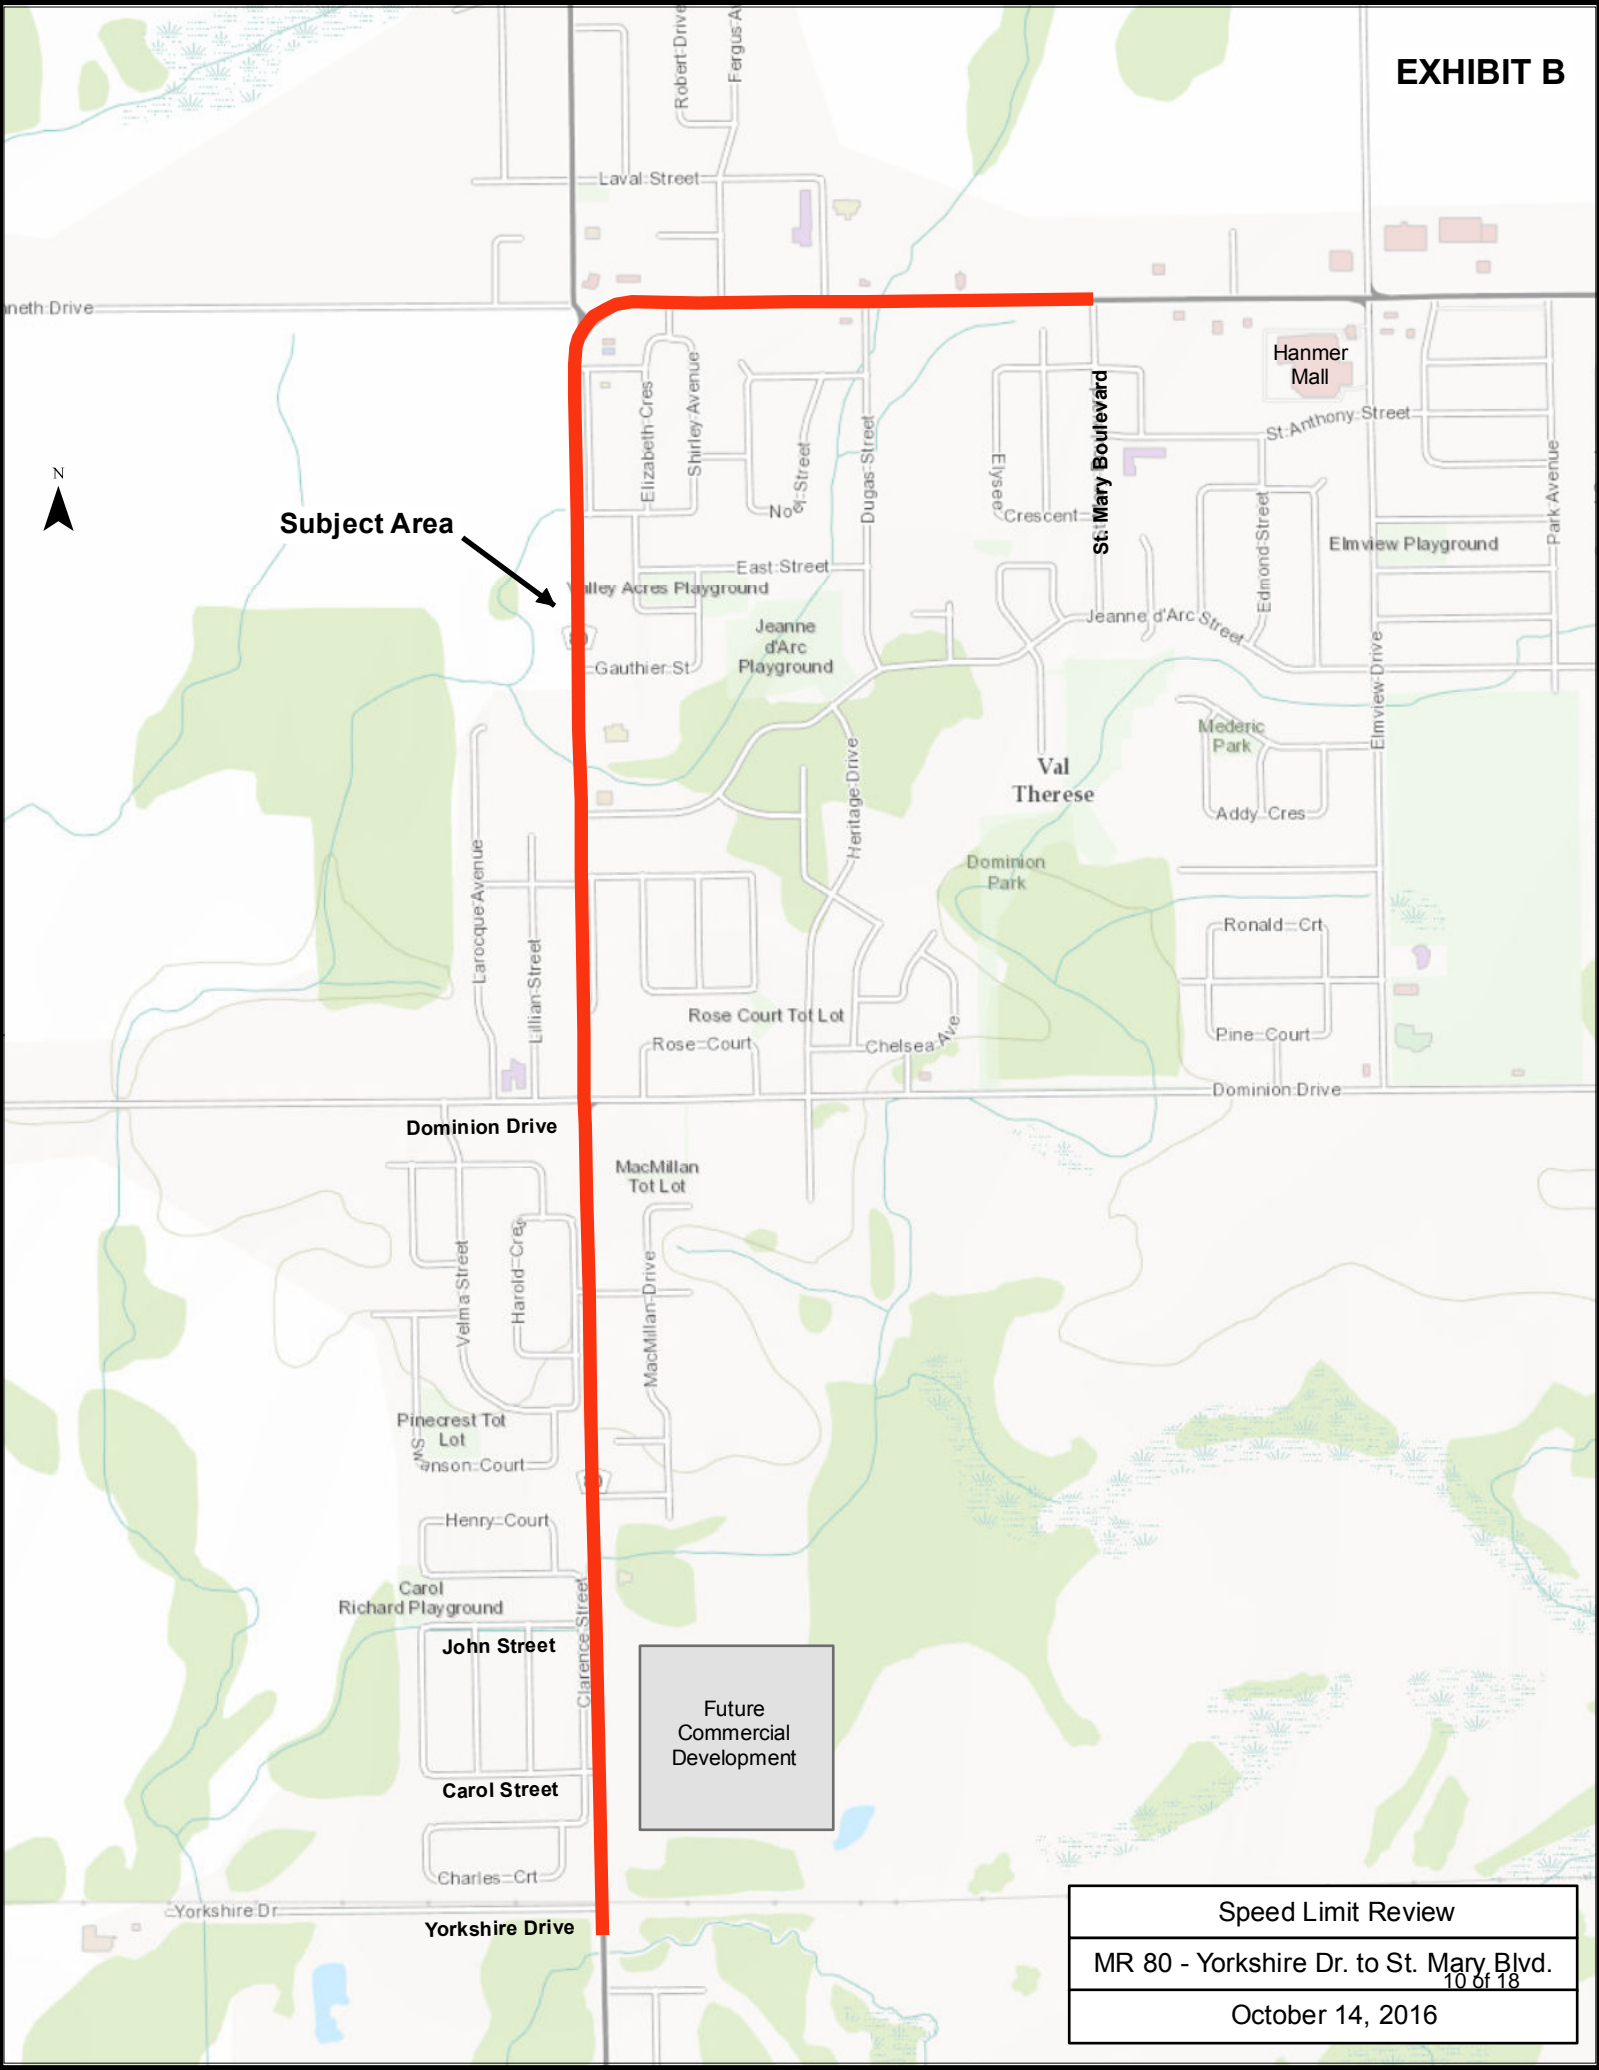 EXHIBIT B
Robert Drive
Fergus A
Laval Street
nneth Drive
Hanmer
Mall
St Anthony Street
Elizabeth Cres
Shirley Avenue
Noel Street
Dugas Street
Elysee
Crescent
St. Mary Boulevard
Edmond Street
Park Avenue
N
Subject Area
Elmview Playground
East Street
Valley Acres Playground
Jeanne
d'Arc
Playground
Jeanne d'Arc Street
Gauthier St
Elmview Drive
Mederic
Park
Val
Therese
Heritage Drive
Addy Cres
Larocque Avenue
Lillian Street
Dominion
Park
Ronald Crt
Rose Court Tot Lot
Rose Court
Chelsea Ave
Pine Court
Dominion Drive
Dominion Drive
MacMillan
Tot Lot
Velma Street
Harold Cres
MacMillan Drive
Pinecrest Tot
Lot
Swanson Court
Henry Court
Carol
Richard Playground
Clarence Street
John Street
Future
Commercial
Development
Carol Street
Charles Crt
Yorkshire Dr
Yorkshire Drive
Speed Limit Review
MR 80 - Yorkshire Dr. to St. Mary Blvd.
10 of 18
October 14, 2016